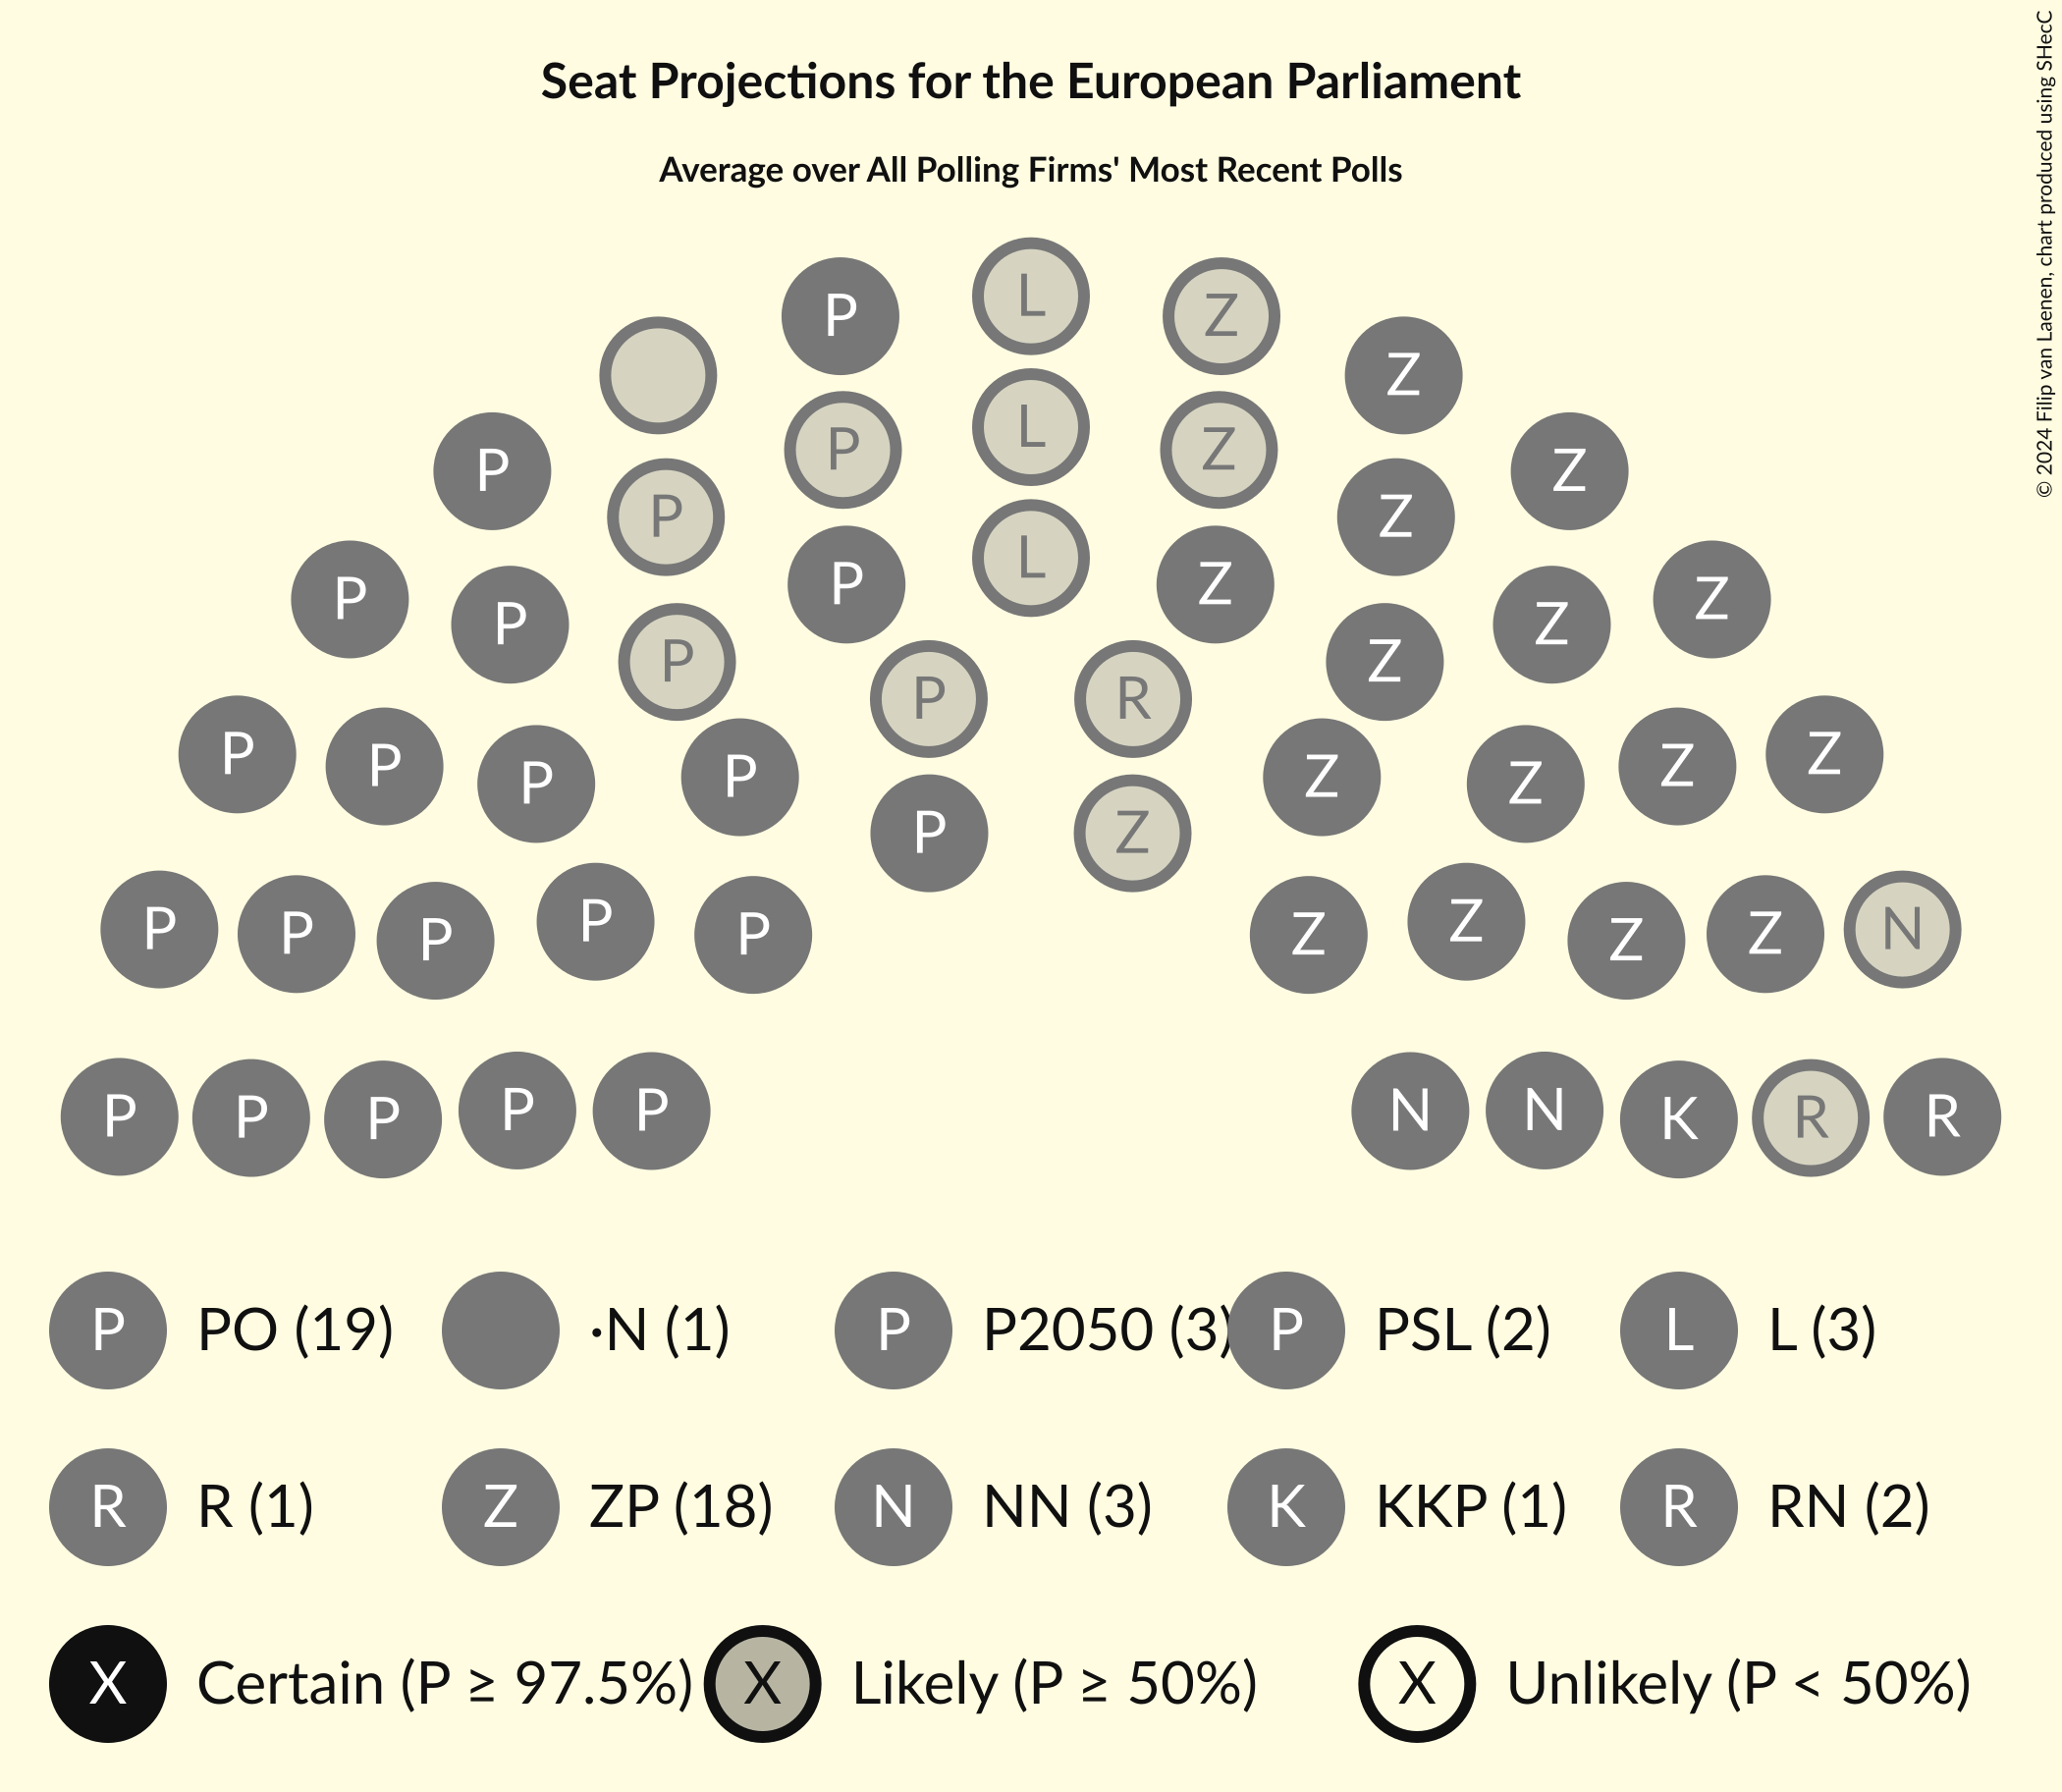 Seat Projections for the European Parliament
Average over All Polling Firms' Most Recent Polls
© 2024 Filip van Laenen, chart produced using SHecC
L
P Z
Z
L
P Z
P Z
P Z
L
P Z
P Z
P Z
P Z
P R
P Z
P P Z Z
P Z
P Z
P Z
P P Z N
P P Z Z
P P Z Z
P P N N
P P P K R R
P PO (19) ·N (1) P P2050 (3) P PSL (2) L L (3)
R R (1) Z ZP (18) N NN (3) K KKP (1) R RN (2)
X Certain (P ≥ 97.5%) X Likely (P ≥ 50%) X Unlikely (P < 50%)